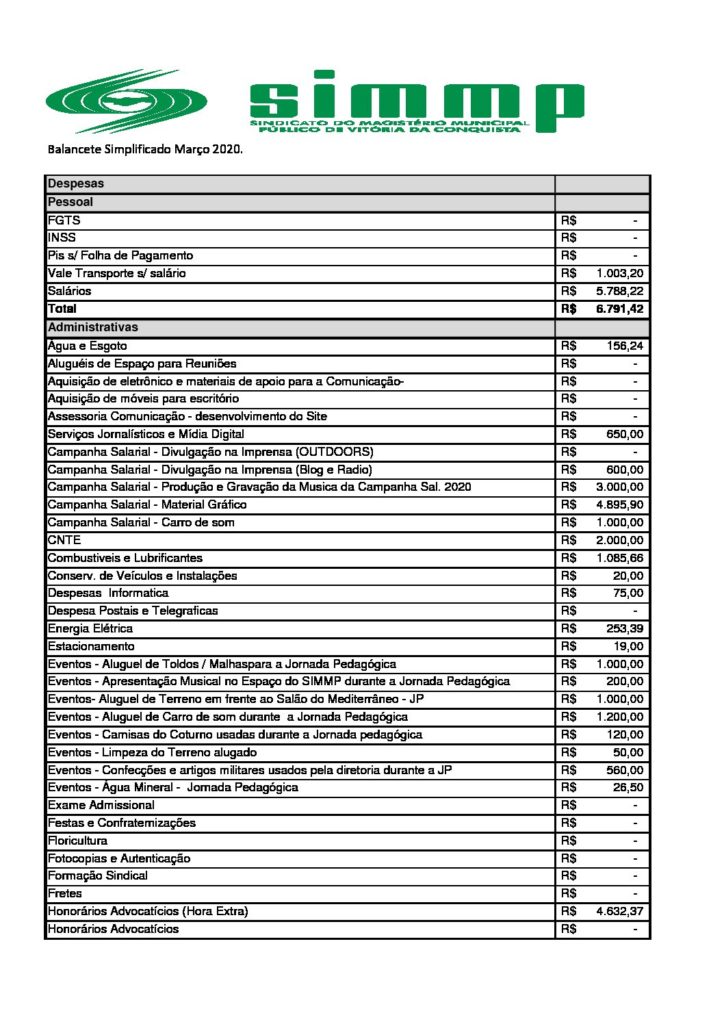 simmp
SINDICATO DO MAGISTÉRIO MUNICIPAL
PÚBLICO DE VITÓRIA DA CONQUISTA
Balancete Simplificado Março 2020.
Despesas
Pessoal
FGTS R$ -
INSS R$ -
Pis s/ Folha de Pagamento R$ -
Vale Transporte s/ salário R$ 1.003,20
Salários R$ 5.788,22
Total R$ 6.791,42
Administrativas
Água e Esgoto R$ 156,24
Aluguéis de Espaço para Reuniões R$ -
Aquisição de eletrônico e materiais de apoio para a Comunicação- R$ -
Aquisição de móveis para escritório R$ -
Assessoria Comunicação - desenvolvimento do Site R$ -
Serviços Jornalísticos e Mídia Digital R$ 650,00
Campanha Salarial - Divulgação na Imprensa (OUTDOORS) R$ -
Campanha Salarial - Divulgação na Imprensa (Blog e Radio) R$ 600,00
Campanha Salarial - Produção e Gravação da Musica da Campanha Sal. 2020 R$ 3.000,00
Campanha Salarial - Material Gráfico R$ 4.895,90
Campanha Salarial - Carro de som R$ 1.000,00
CNTE R$ 2.000,00
Combustiveis e Lubrificantes R$ 1.085,66
Conserv. de Veículos e Instalações R$ 20,00
Despesas Informatica R$ 75,00
Despesa Postais e Telegraficas R$ -
Energia Elétrica R$ 253,39
Estacionamento R$ 19,00
Eventos - Aluguel de Toldos / Malhaspara a Jornada Pedagógica R$ 1.000,00
Eventos - Apresentação Musical no Espaço do SIMMP durante a Jornada Pedagógica R$ 200,00
Eventos- Aluguel de Terreno em frente ao Salão do Mediterrâneo - JP R$ 1.000,00
Eventos - Aluguel de Carro de som durante a Jornada Pedagógica R$ 1.200,00
Eventos - Camisas do Coturno usadas durante a Jornada pedagógica R$ 120,00
Eventos - Limpeza do Terreno alugado R$ 50,00
Eventos - Confecções e artigos militares usados pela diretoria durante a JP R$ 560,00
Eventos - Água Mineral - Jornada Pedagógica R$ 26,50
Exame Admissional R$ -
Festas e Confraternizações R$ -
Floricultura R$ -
Fotocopias e Autenticação R$ -
Formação Sindical R$ -
Fretes R$ -
Honorários Advocatícios (Hora Extra) R$ 4.632,37
Honorários Advocatícios R$ -